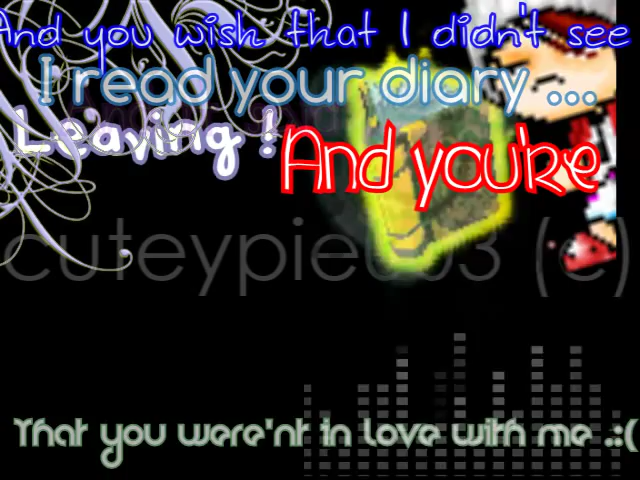 And you wish that I didn't see
I read your diary ...
Leaving !
And you're
(c)
That you were'nt in love with me .:(